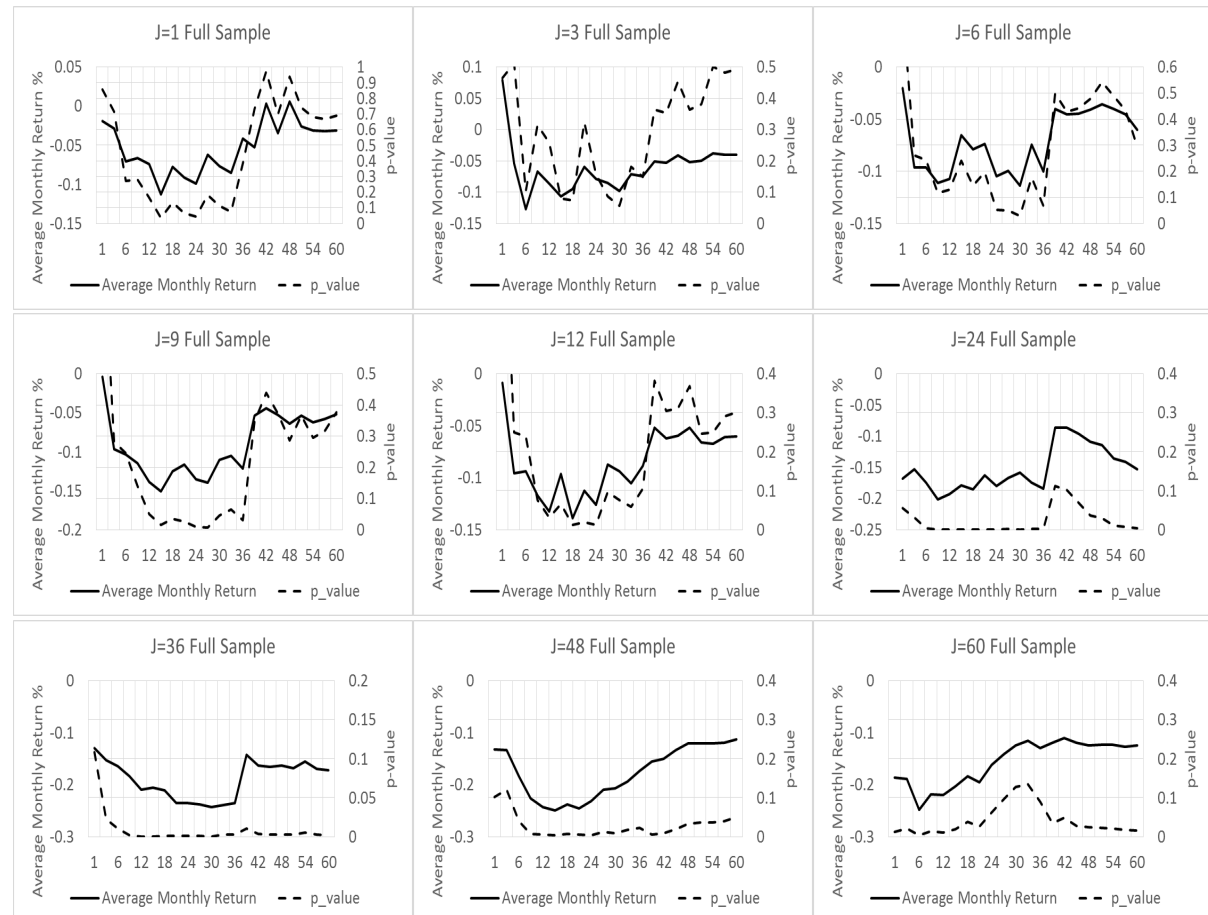 J=1 Full Sample
Average Monthly Return %
0.05
0
-0.05
-0.1
-0.15
1
0.9
0.8
0.7
0.6
0.5
0.4
0.3
0.2
0.1
0
p-value
1 6 12 18 24 30 36 42 48 54 60
Average Monthly Return p_value
J=3 Full Sample
Average Monthly Return %
0.1
0.05
0
-0.05
-0.1
-0.15
0.5
0.4
0.3
0.2
0.1
0
p-value
1 6 12 18 24 30 36 42 48 54 60
Average Monthly Return p_value
J=6 Full Sample
Average Monthly Return %
0
-0.05
-0.1
-0.15
0.6
0.5
0.4
0.3
0.2
0.1
0
p-value
1 6 12 18 24 30 36 42 48 54 60
Average Monthly Return p_value
J=9 Full Sample
Average Monthly Return %
0
-0.05
-0.1
-0.15
-0.2
0.5
0.4
0.3
0.2
0.1
0
p-value
1 6 12 18 24 30 36 42 48 54 60
Average Monthly Return p_value
J=12 Full Sample
Average Monthly Return %
0
-0.05
-0.1
-0.15
0.4
0.3
0.2
0.1
0
p-value
1 6 12 18 24 30 36 42 48 54 60
Average Monthly Return p_value
J=24 Full Sample
Average Monthly Return %
0
-0.05
-0.1
-0.15
-0.2
-0.25
0.4
0.3
0.2
0.1
0
p-value
1 6 12 18 24 30 36 42 48 54 60
Average Monthly Return p_value
J=36 Full Sample
Average Monthly Return %
0
-0.1
-0.2
-0.3
0.2
0.15
0.1
0.05
0
p-value
1 6 12 18 24 30 36 42 48 54 60
Average Monthly Return p_value
J=48 Full Sample
Average Monthly Return %
0
-0.1
-0.2
-0.3
0.4
0.3
0.2
0.1
0
p-value
1 6 12 18 24 30 36 42 48 54 60
Average Monthly Return p_value
J=60 Full Sample
Average Monthly Return %
0
-0.1
-0.2
-0.3
0.4
0.3
0.2
0.1
0
p-value
1 6 12 18 24 30 36 42 48 54 60
Average Monthly Return p_value